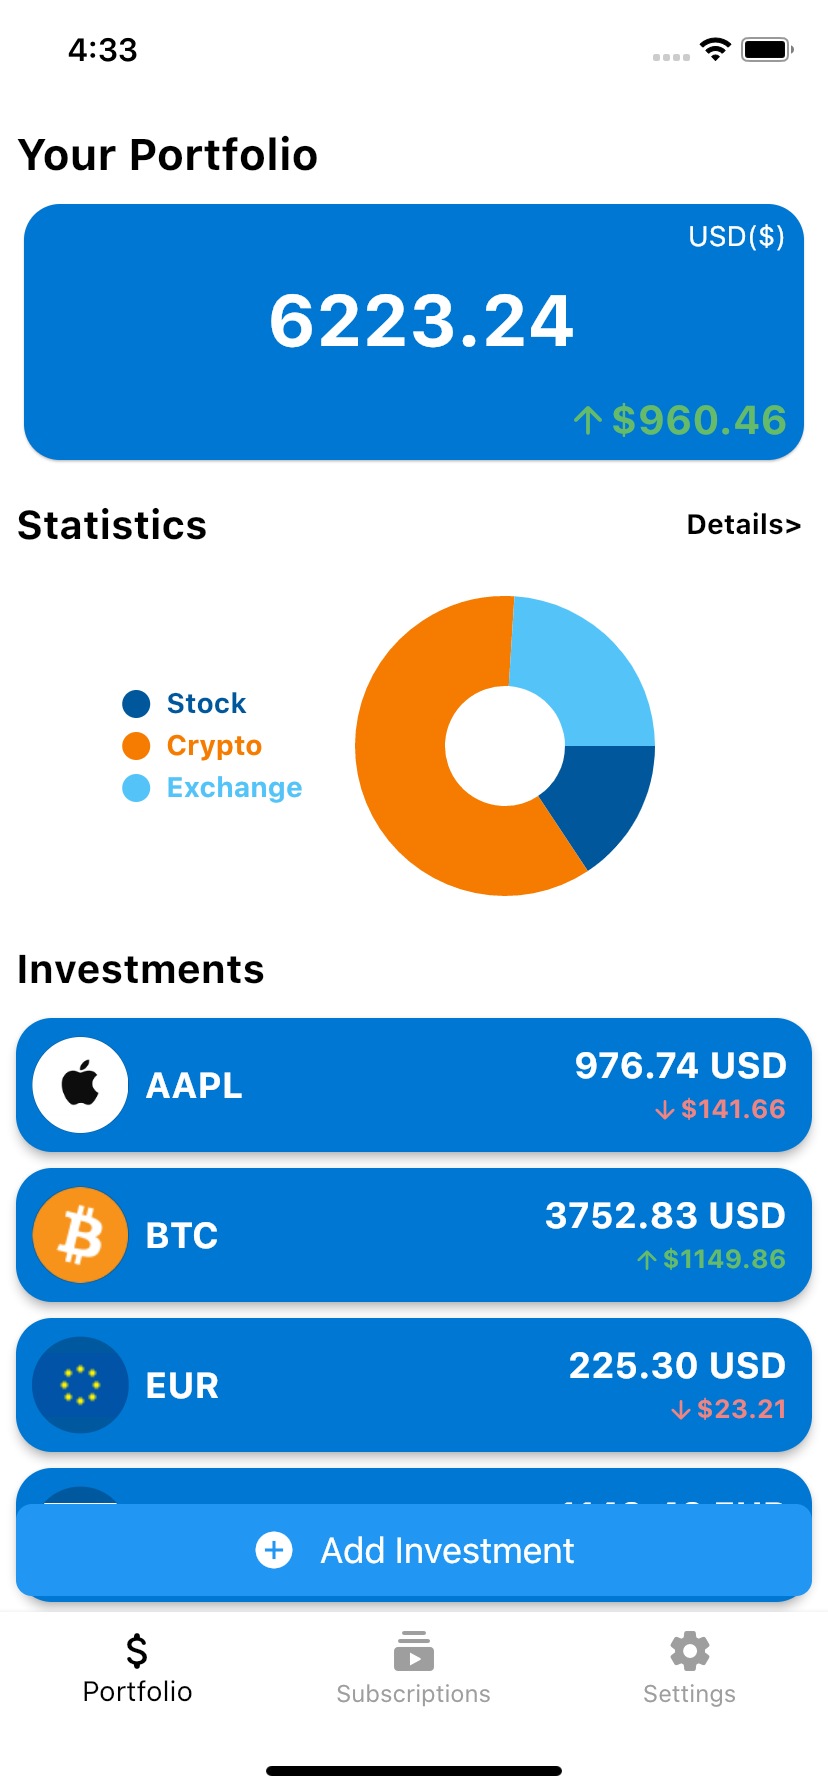 4:33
Your Portfolio
USD($)
6223.24
↑$960.46
Statistics
Details>
Stock
Crypto
Exchange
Investments
AAPL
976.74 USD
↓$141.66
BTC
3752.83 USD
↑$1149.86
EUR
225.30 USD
↓$23.21
Add Investment
Portfolio
Subscriptions
Settings